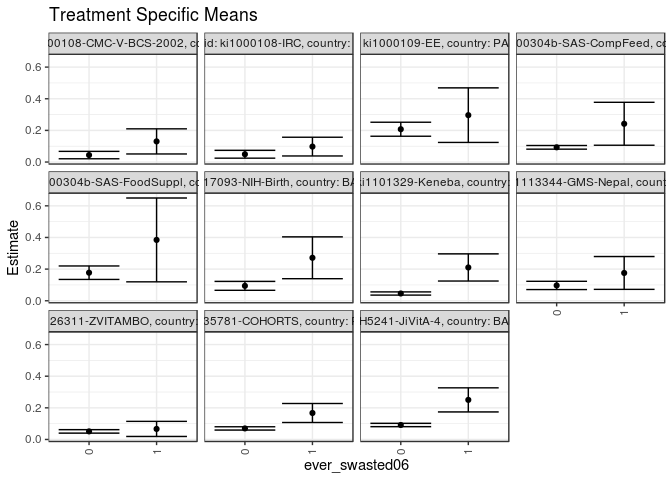 Treatment Specific Means
00108-CMC-V-BCS-2002, co
id: ki1000108-IRC, country:
ki1000109-EE, country: PA
00304b-SAS-CompFeed, co
0.6
0.4
0.2
0.0
00304b-SAS-FoodSuppl, co
17093-NIH-Birth, country: BA
ki1101329-Keneba, country:
1113344-GMS-Nepal, count
0.6
0.4
0.2
0.0
Estimate
0
1
26311-ZVITAMBO, country:
35781-COHORTS, country:
H5241-JiVitA-4, country: BA
0.6
0.4
0.2
0.0
0
1
0
1
0
1
ever_swasted06